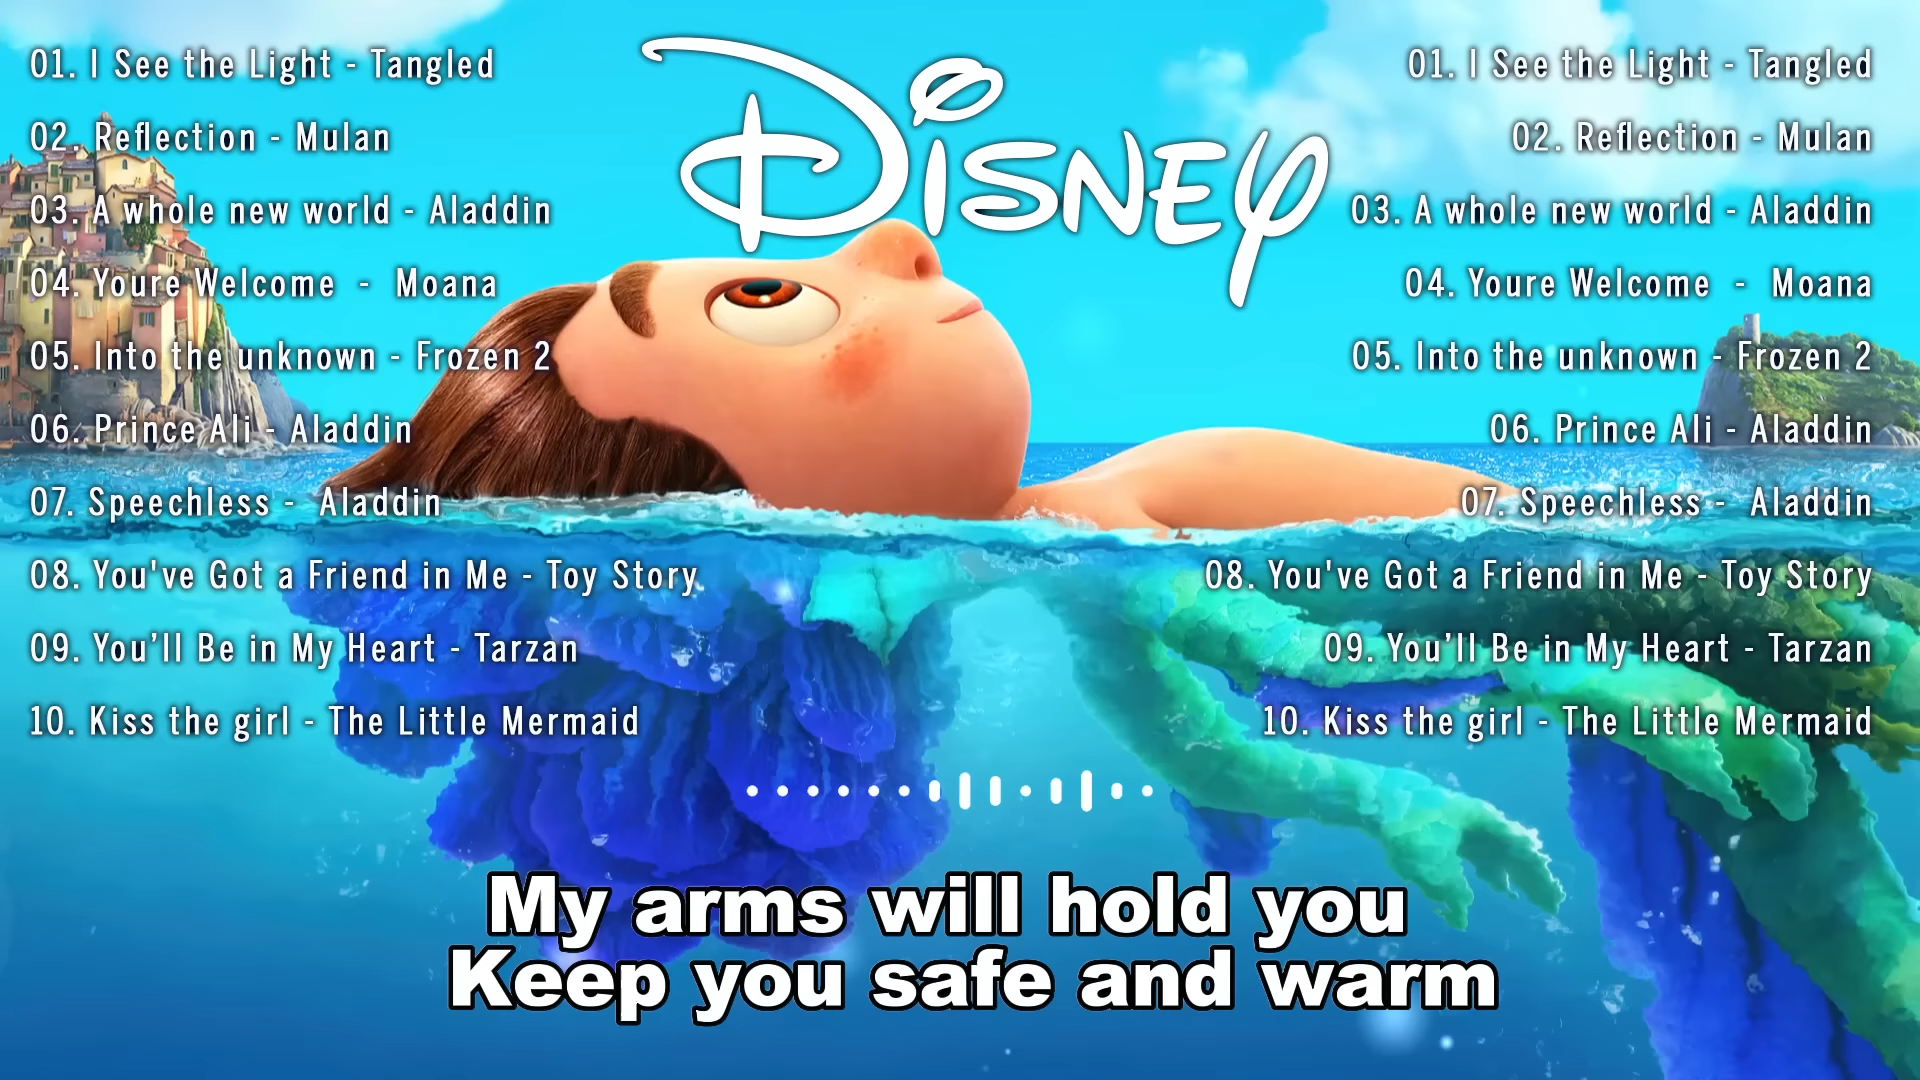 Disney
01. I See the Light - Tangled
02. Reflection - Mulan
03. A whole new world - Aladdin
04. Youre Welcome - Moana
05. Into the unknown - Frozen 2
06. Prince Ali - Aladdin
07. Speechless - Aladdin
08. You've Got a Friend in Me - Toy Story
09. You’ll Be in My Heart - Tarzan
10. Kiss the girl - The Little Mermaid
01. I See the Light - Tangled
02. Reflection - Mulan
03. A whole new world - Aladdin
04. Youre Welcome - Moana
05. Into the unknown - Frozen 2
06. Prince Ali - Aladdin
07. Speechless - Aladdin
08. You've Got a Friend in Me - Toy Story
09. You’ll Be in My Heart - Tarzan
10. Kiss the girl - The Little Mermaid
My arms will hold you
Keep you safe and warm